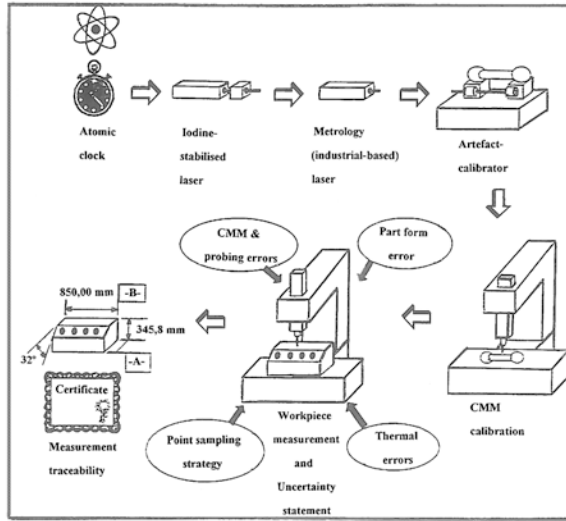 Atomic
clock
Iodine-
stabilised
laser
Metrology
(industrial-based)
laser
Artefact-
calibrator
CMM &
probing errors
Part form
error
850,00 mm
-B-
345,8 mm
32°
-A-
Certificate
Measurement
traceability
Point sampling
strategy
Workpiece
measurement
and
Uncertainty
statement
Thermal
errors
CMM
calibration